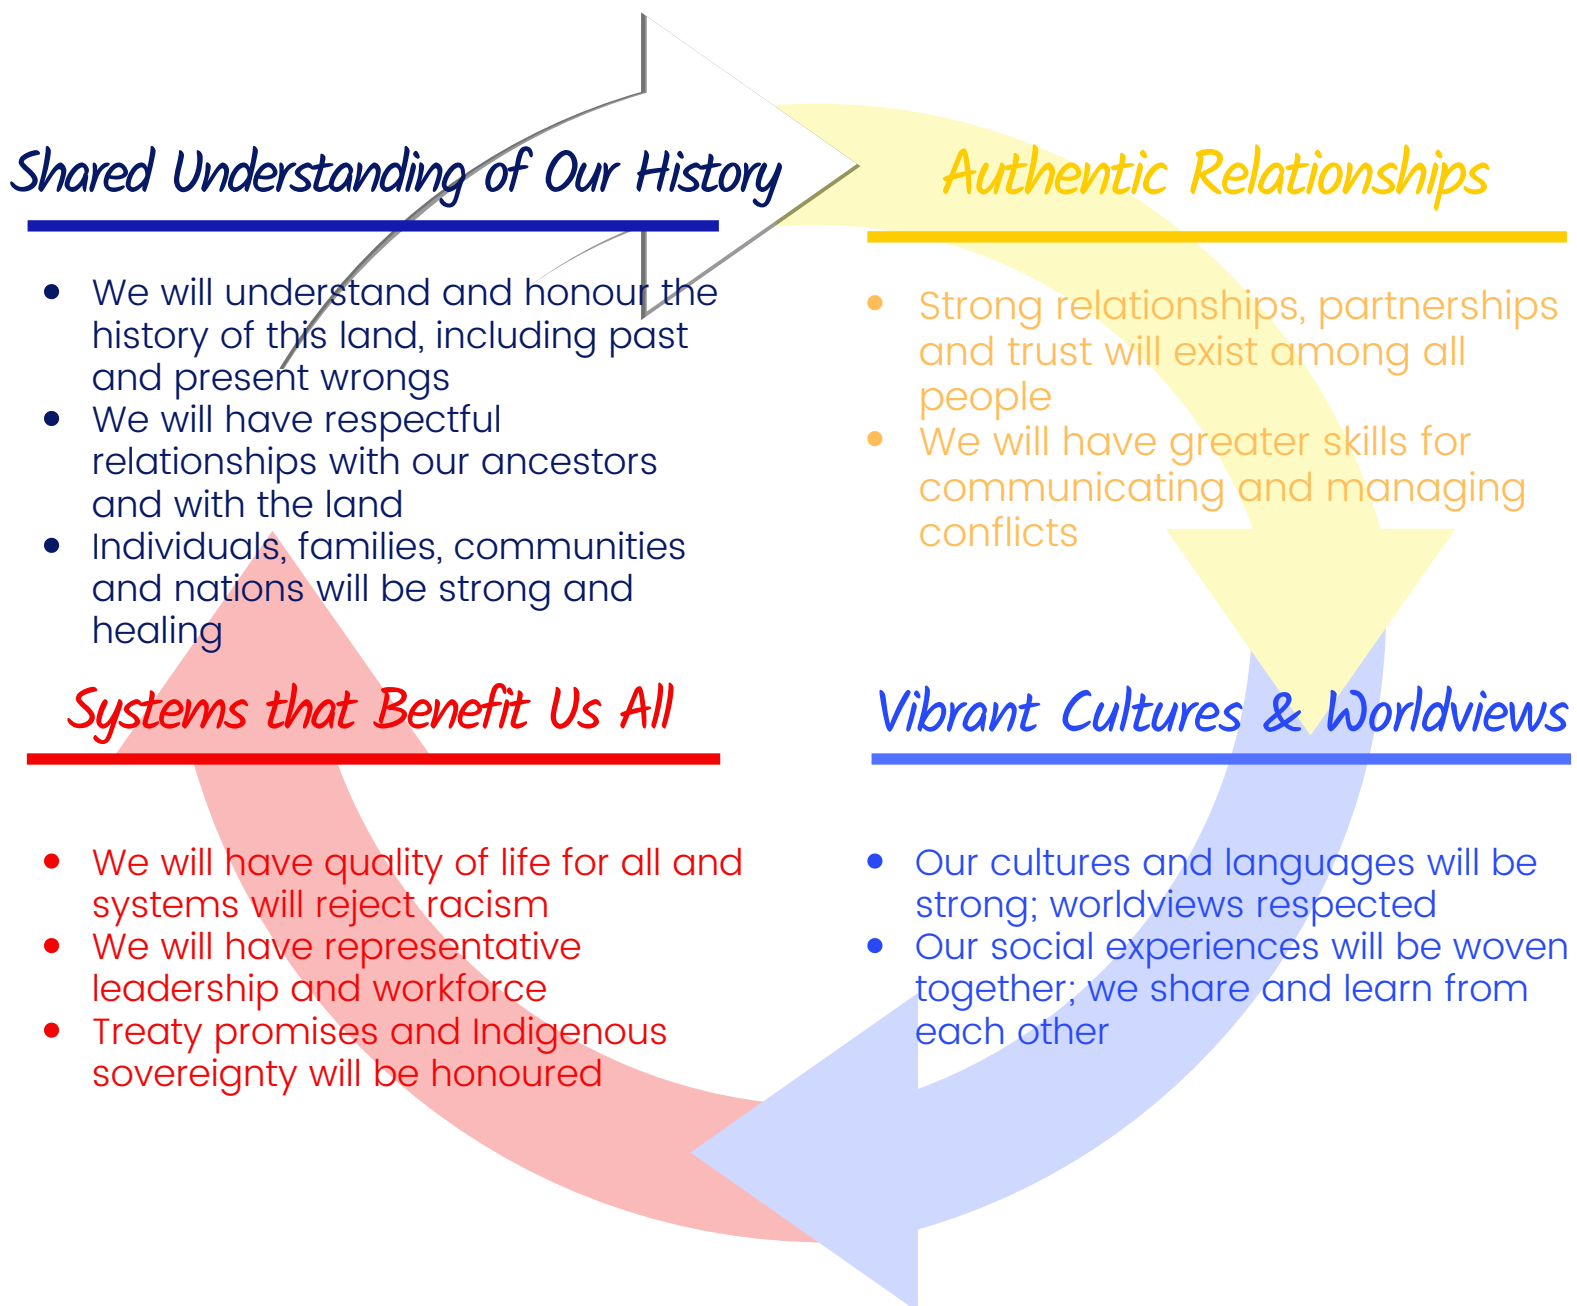 Shared Understanding of Our History
• We will understand and honour the
history of this land, including past
and present wrongs
• We will have respectful
relationships with our ancestors
and with the land
• Individuals, families, communities
and nations will be strong and
healing
Authentic Relationships
• Strong relationships, partnerships
and trust will exist among all
people
• We will have greater skills for
communicating and managing
conflicts
Systems that Benefit Us All
• We will have quality of life for all and
systems will reject racism
• We will have representative
leadership and workforce
• Treaty promises and Indigenous
sovereignty will be honoured
Vibrant Cultures & Worldviews
• Our cultures and languages will be
strong; worldviews respected
• Our social experiences will be woven
together; we share and learn from
each other